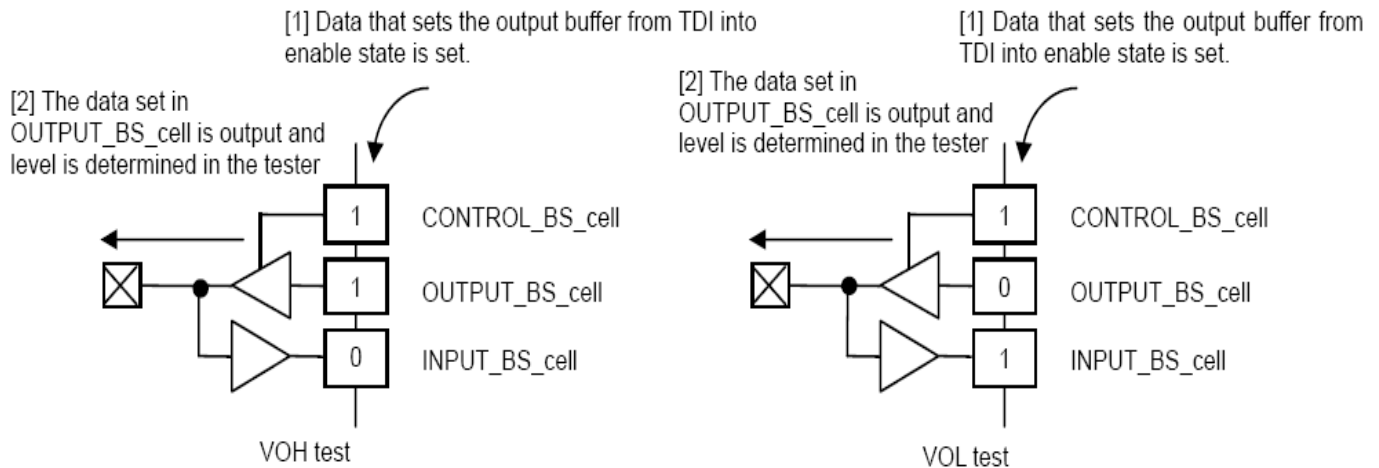 [1] Data that sets the output buffer from TDI into
enable state is set.
[2] The data set in
OUTPUT_BS_cell is output and
level is determined in the tester
1
CONTROL_BS_cell
1
OUTPUT_BS_cell
0
INPUT_BS_cell
VOH test
[1] Data that sets the output buffer from
TDI into enable state is set.
[2] The data set in
OUTPUT_BS_cell is output and
level is determined in the tester
1
CONTROL_BS_cell
0
OUTPUT_BS_cell
1
INPUT_BS_cell
VOL test